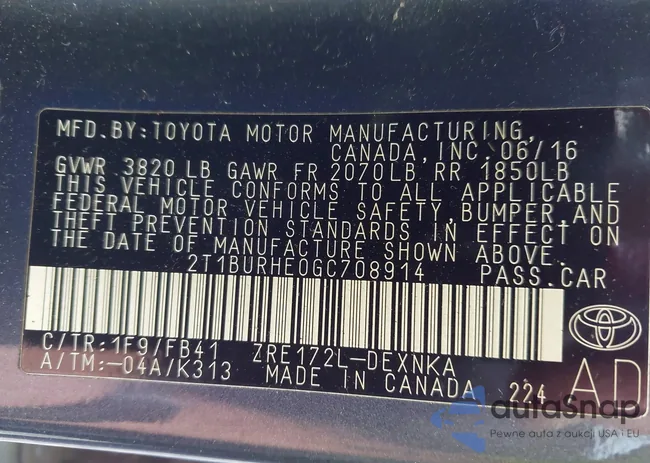 MFD.BY:TOYOTA MOTOR MANUFACTURING,
CANADA,INC.06/16
GVWR 3820 LB GAWR FR 2070LB RR 1850LB
THIS VEHICLE CONFORMS TO ALL APPLICABLE
FEDERAL MOTOR VEHICLE SAFETY,BUMPER,AND
THEFT PREVENTION STANDARDS IN EFFECT ON
THE DATE OF MANUFACTURE SHOWN ABOVE.
2T1BURHE0GC708914 PASS.CAR
C/TR:1F9/FB41 ZRE172L-DEXNKA
A/TM:-04A/K313 MADE IN CANADA 224 AD
autaSnap
Pewne auta z aukcji USA i EU